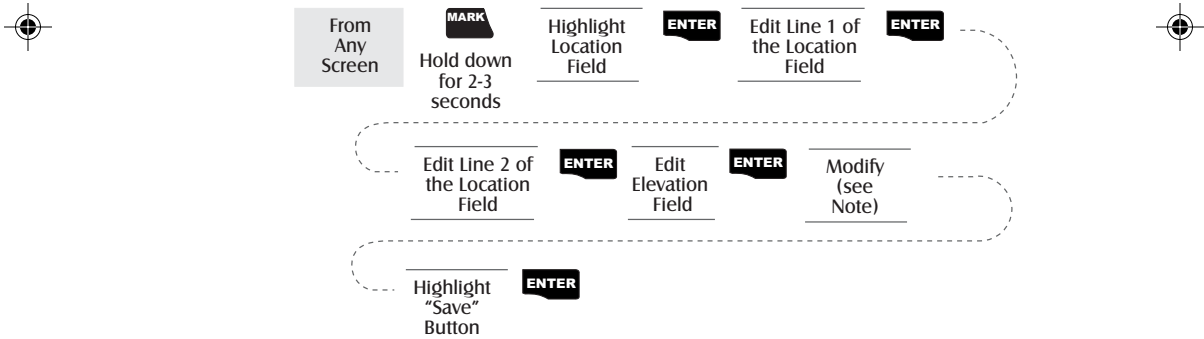 From
Any
Screen
MARK
Hold down
for 2-3
seconds
Highlight
Location
Field
ENTER
Edit Line 1 of
the Location
Field
ENTER
Edit Line 2 of
the Location
Field
ENTER
Edit
Elevation
Field
ENTER
Modify
(see
Note)
Highlight
“Save”
Button
ENTER